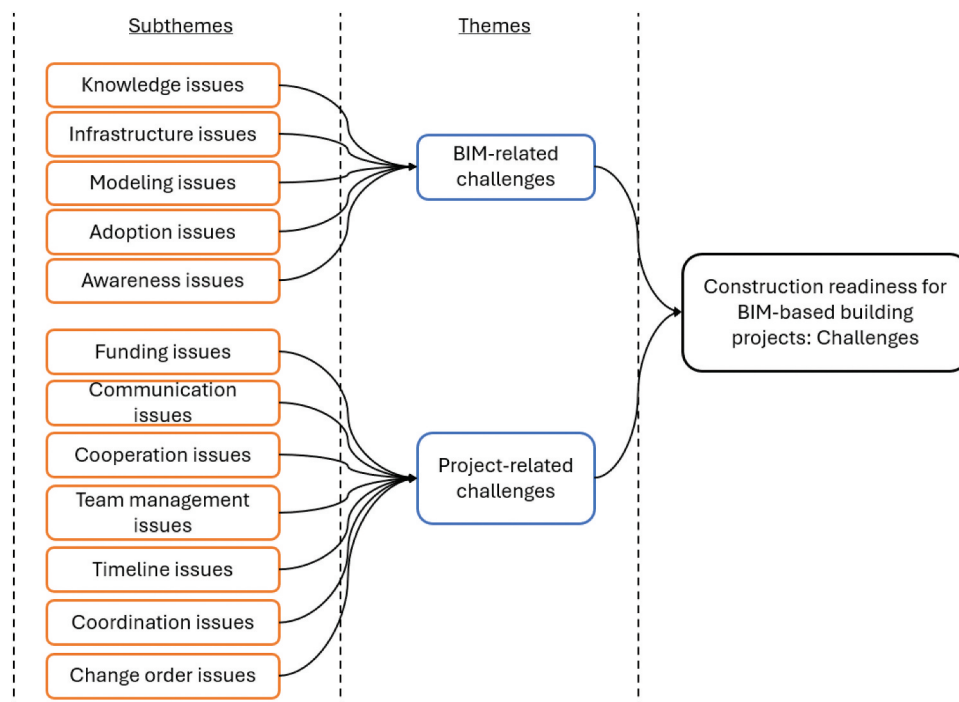 Subthemes
Themes
Knowledge issues
Infrastructure issues
Modeling issues
Adoption issues
Awareness issues
BIM-related
challenges
Funding issues
Communication
issues
Cooperation issues
Team management
issues
Timeline issues
Coordination issues
Change order issues
Project-related
challenges
Construction readiness for
BIM-based building
projects: Challenges